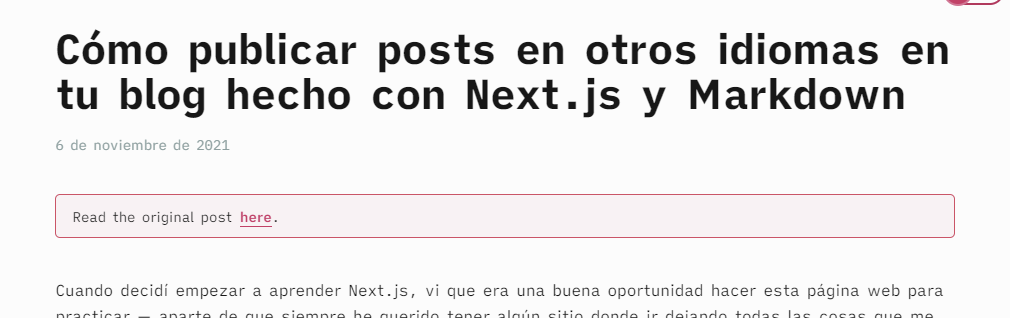 Cómo publicar posts en otros idiomas en
tu blog hecho con Next.js y Markdown
6 de noviembre de 2021
Read the original post here.
Cuando decidí empezar a aprender Next.js, vi que era una buena oportunidad hacer esta página web para
practicar — aparte de que siempre he querido tener algún sitio donde ir dejando todas las cosas que me